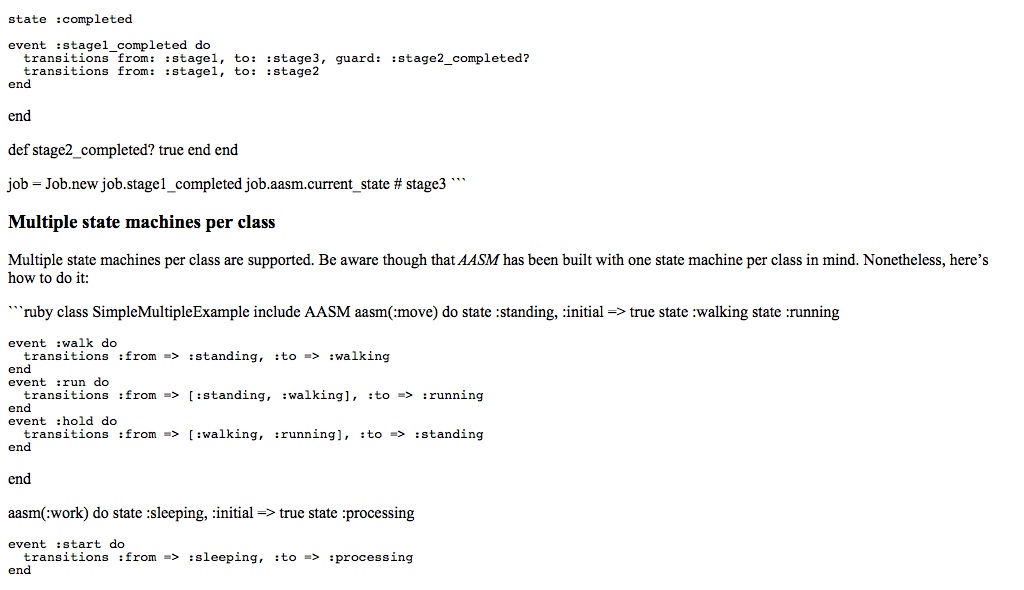 state :completed
event :stage1_completed do
transitions from: :stage1, to: :stage3, guard: :stage2_completed?
transitions from: :stage1, to: :stage2
end
end
def stage2_completed? true end end
job = Job.new job.stage1_completed job.aasm.current_state # stage3 ```
Multiple state machines per class
Multiple state machines per class are supported. Be aware though that AASM has been built with one state machine per class in mind. Nonetheless, here’s
how to do it:
```ruby class SimpleMultipleExample include AASM aasm(:move) do state :standing, :initial => true state :walking state :running
event :walk do
transitions :from => :standing, :to => :walking
end
event :run do
transitions :from => [:standing, :walking], :to => :running
end
event :hold do
transitions :from => [:walking, :running], :to => :standing
end
end
aasm(:work) do state :sleeping, :initial => true state :processing
event :start do
transitions :from => :sleeping, :to => :processing
end